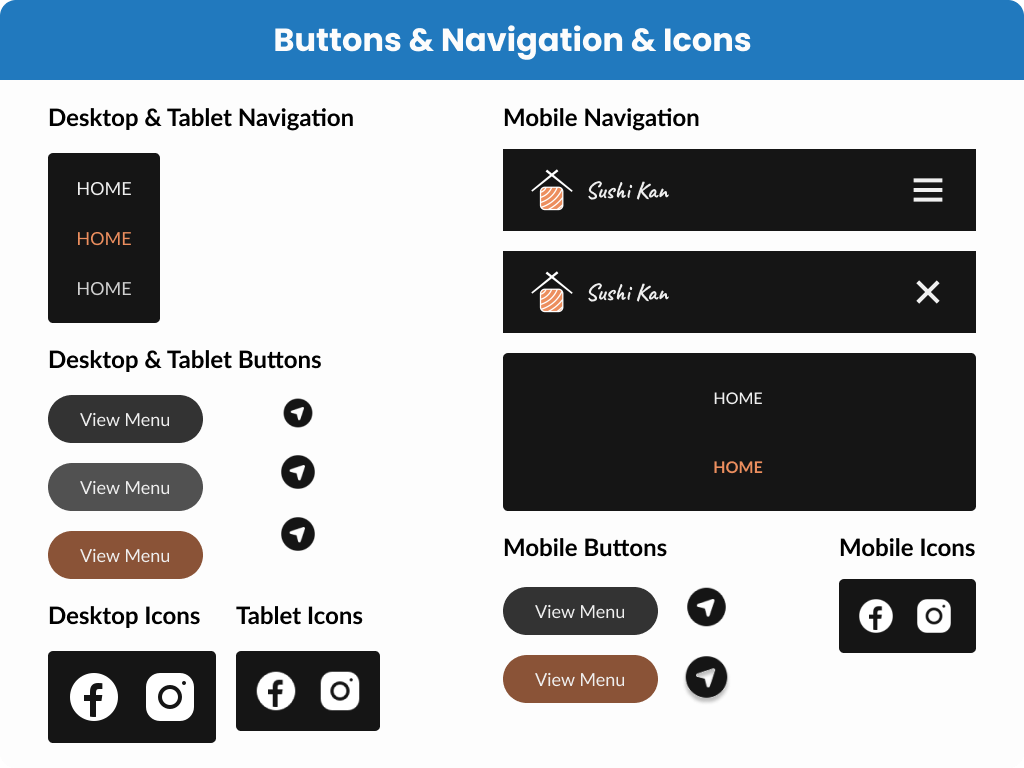 Buttons & Navigation & Icons
Desktop & Tablet Navigation
HOME
HOME
HOME
Desktop & Tablet Buttons
View Menu
View Menu
View Menu
Desktop Icons
Tablet Icons
Mobile Navigation
Sushi Kan
Sushi Kan
HOME
HOME
Mobile Buttons
View Menu
View Menu
Mobile Icons